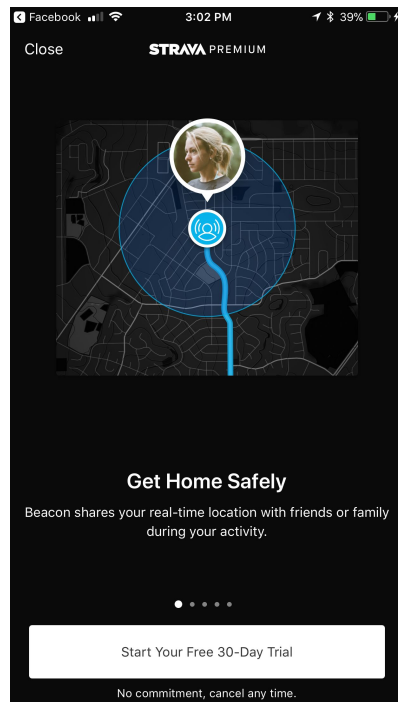 Facebook 3:02 PM 39%
Close STRAVA PREMIUM
Get Home Safely
Beacon shares your real-time location with friends or family
during your activity.
Start Your Free 30-Day Trial
No commitment, cancel any time.